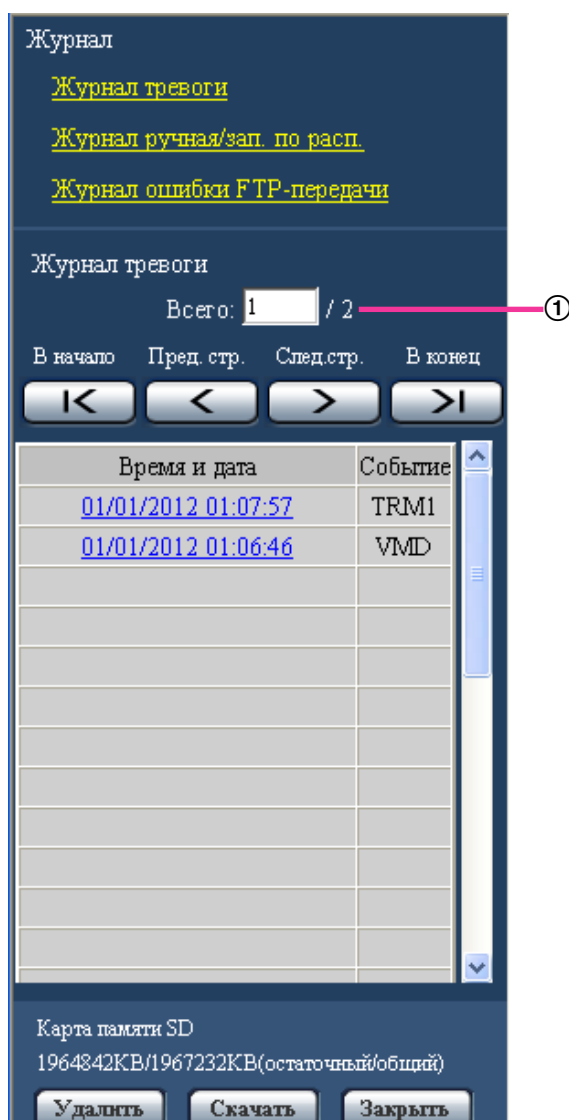 Журнал
Журнал тревоги
Журнал ручная/зап. по расп.
Журнал ошибки FTP-передачи
Журнал тревоги
Всего: 1 / 2
①
В начало Пред. стр. След.стр. В конец
Время и дата Событие
01/01/2012 01:07:57 TRM1
01/01/2012 01:06:46 VMD
Карта памяти SD
1964842KB/1967232KB(остаточный/общий)
Удалить Скачать Закрыть